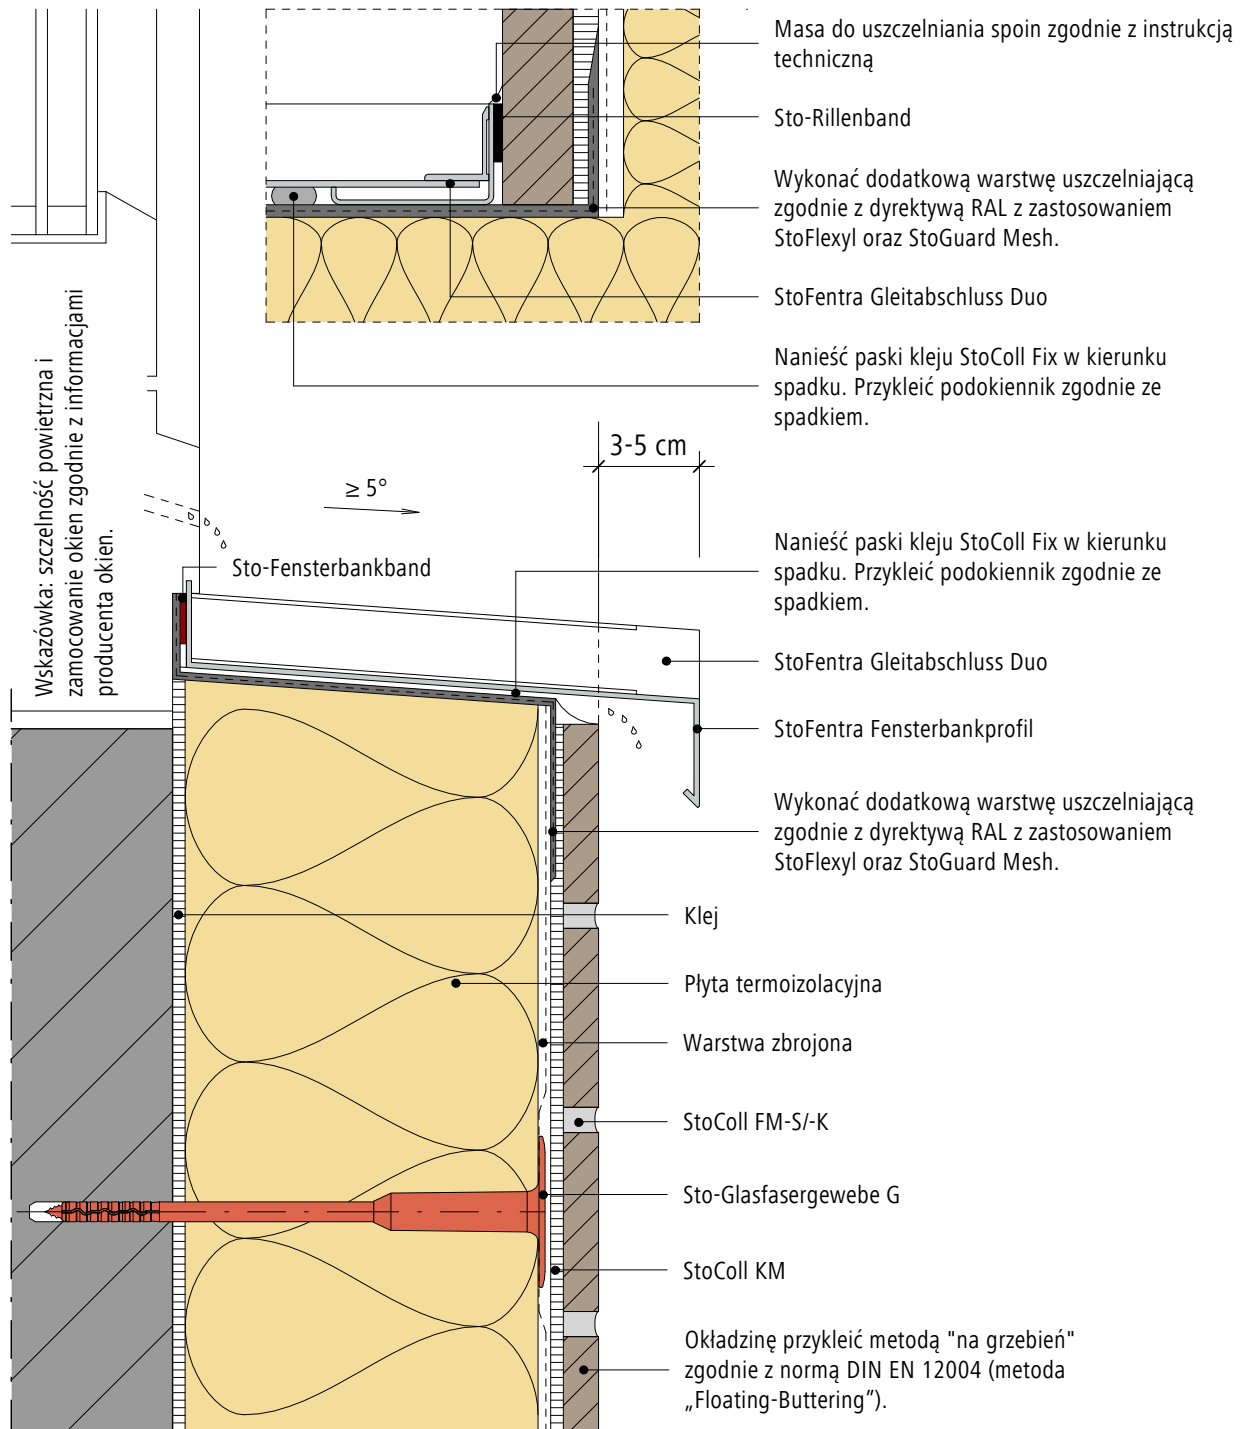 Masa do uszczelniania spoin zgodnie z instrukcją
techniczną
Sto-Rillenband
Wykonać dodatkową warstwę uszczelniającą
zgodnie z dyrektywą RAL z zastosowaniem
StoFlexyl oraz StoGuard Mesh.
StoFentra Gleitabschluss Duo
Nanieść paski kleju StoColl Fix w kierunku
spadku. Przykleić podokiennik zgodnie ze
spadkiem.
Wskazówka: szczelność powietrzna i
zamocowanie okien zgodnie z informacjami
producenta okien.
3-5 cm
≥ 5°
Sto-Fensterbankband
Nanieść paski kleju StoColl Fix w kierunku
spadku. Przykleić podokiennik zgodnie ze
spadkiem.
StoFentra Gleitabschluss Duo
StoFentra Fensterbankprofil
Wykonać dodatkową warstwę uszczelniającą
zgodnie z dyrektywą RAL z zastosowaniem
StoFlexyl oraz StoGuard Mesh.
Klej
Płyta termoizolacyjna
Warstwa zbrojona
StoColl FM-S/-K
Sto-Glasfasergewebe G
StoColl KM
Okładzinę przykleić metodą "na grzebień"
zgodnie z normą DIN EN 12004 (metoda
„Floating-Buttering”).